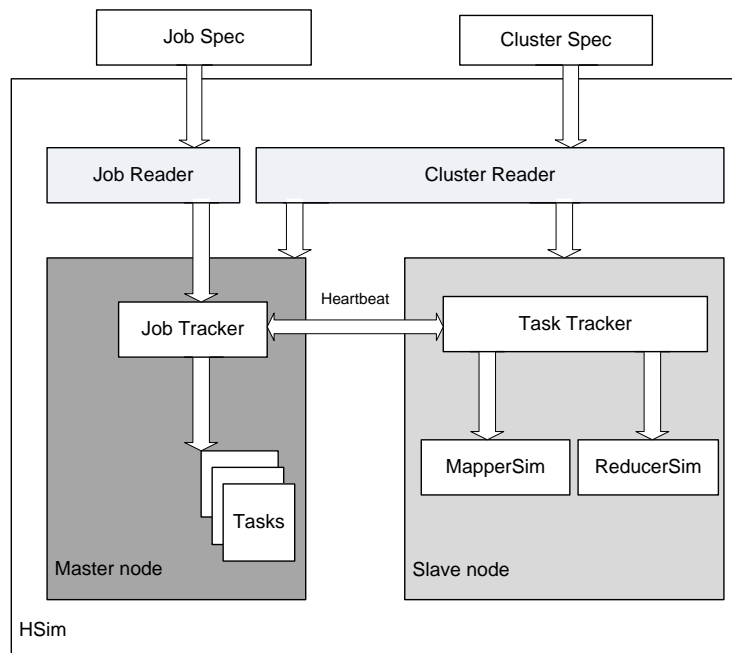 Job Spec
Cluster Spec
Job Reader
Cluster Reader
Heartbeat
Job Tracker
Task Tracker
MapperSim
ReducerSim
Tasks
Master node
Slave node
HSim